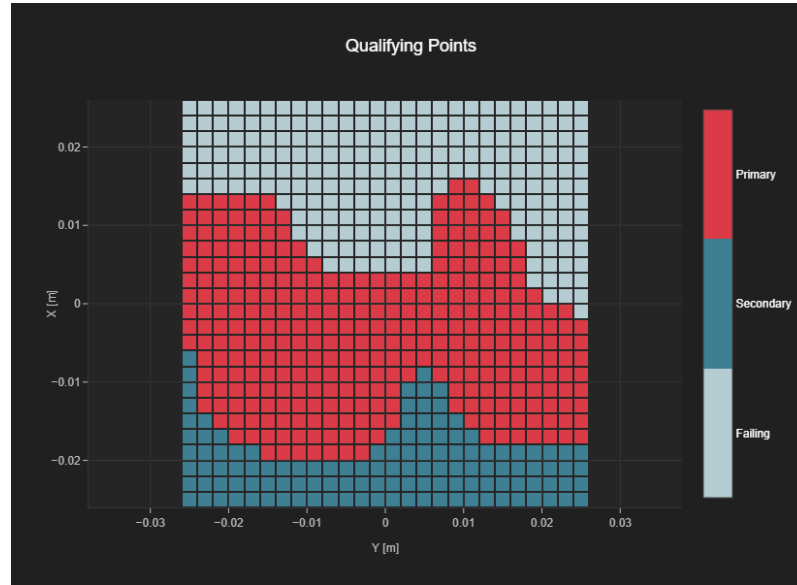 Qualifying Points
0.02
0.01
0
−0.01
−0.02
X [m]
−0.03
−0.02
−0.01
0
0.01
0.02
0.03
Y [m]
Primary
Secondary
Failing